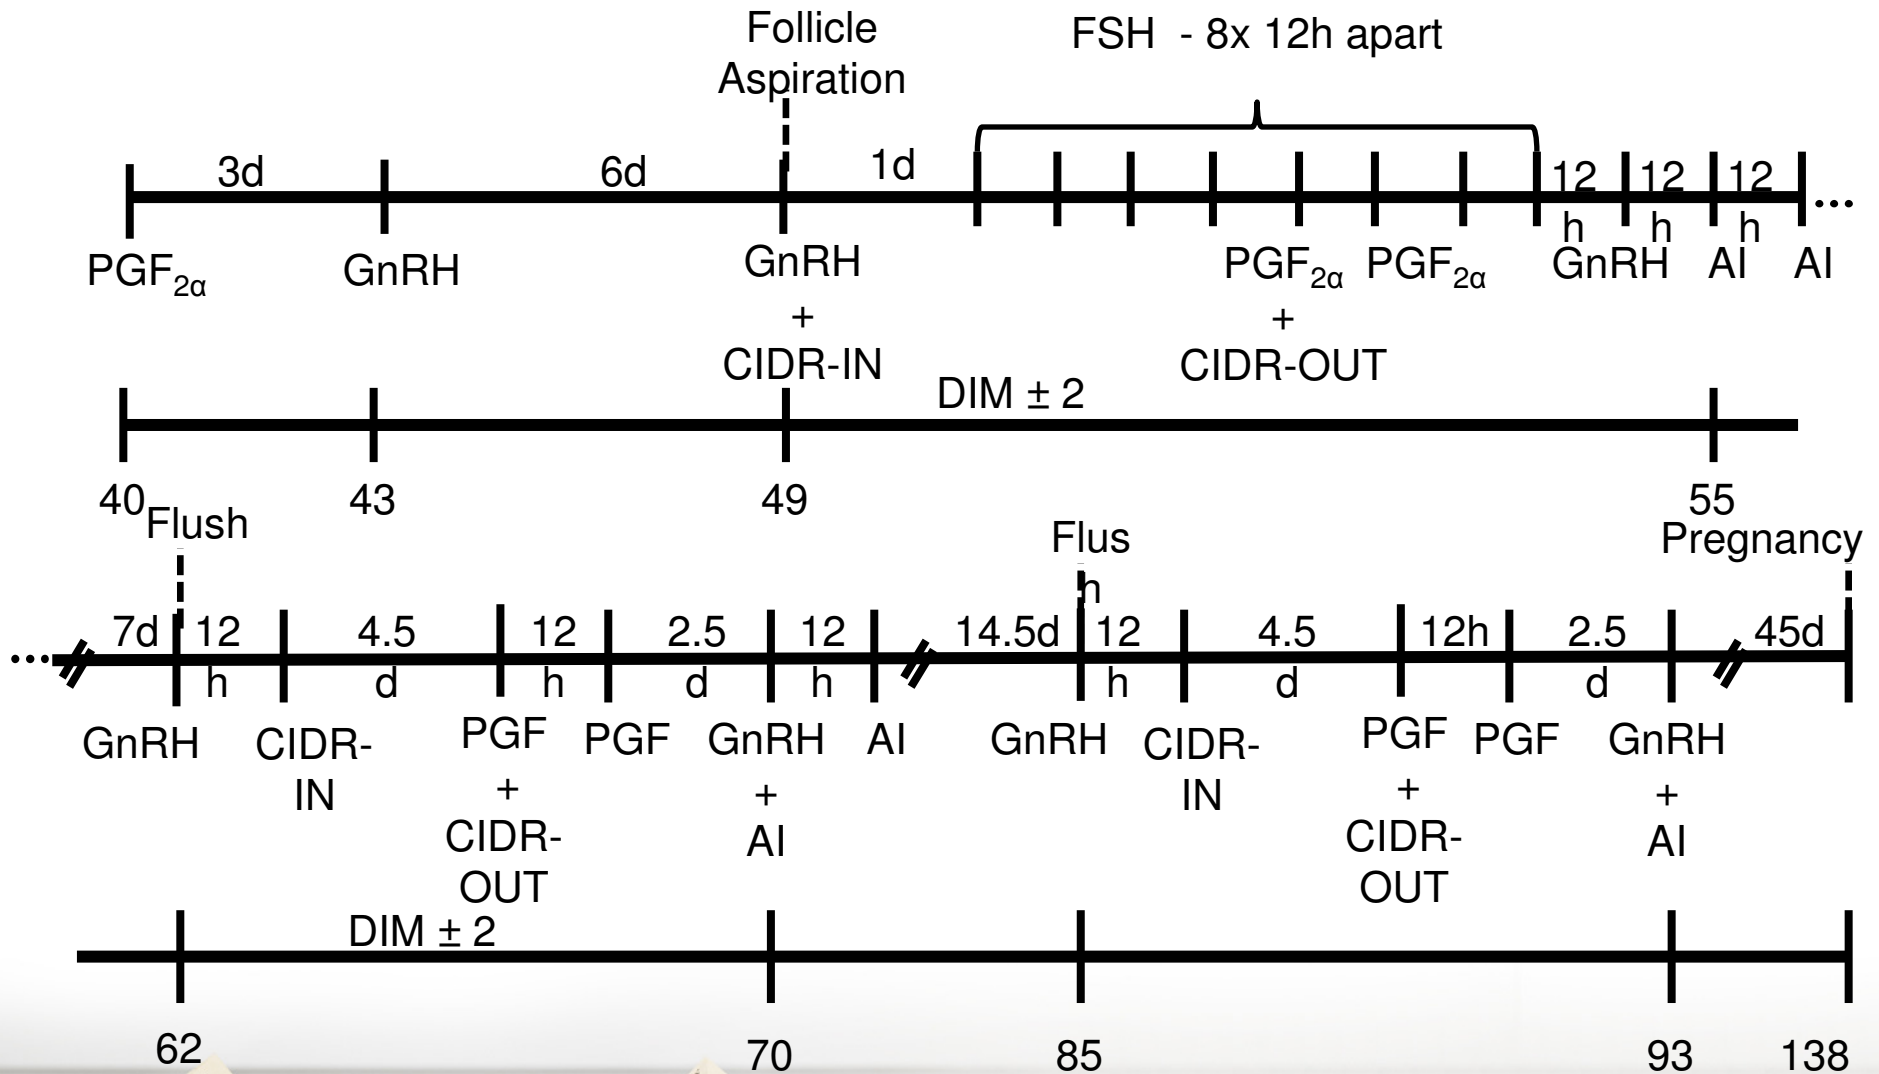 Follicle
Aspiration
FSH - 8x 12h apart
3d 6d 1d 12 12 12
h h h
PGF2α GnRH GnRH PGF2α PGF2α GnRH AI AI
+ +
CIDR-IN CIDR-OUT
DIM ± 2
40 43 49 55
Flush Flus
h
Pregnancy
7d 12 4.5 12 2.5 12 14.5d 12 4.5 12h 2.5 45d
h d h d h h d d
GnRH CIDR- PGF PGF GnRH AI GnRH CIDR- PGF PGF GnRH
IN + + IN + +
CIDR- AI CIDR- AI
OUT OUT
DIM ± 2
62 70 85 93 138